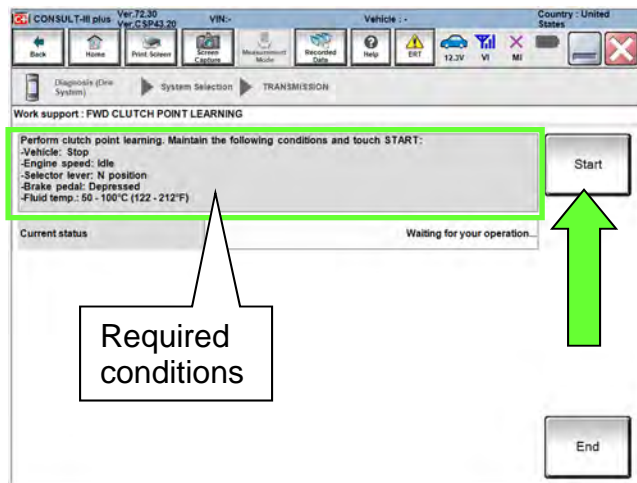 CONSULT-III plus Ver.72.30 VIN:- Vehicle : - Country : United
Ver.CSP43.20 States
Back Home Print Screen Screen Capture Measurement Mode Recorded Data Help ERT 12.2V VI MI
Diagnosis (One System) System Selection TRANSMISSION
Work support : FWD CLUTCH POINT LEARNING
Perform clutch point learning. Maintain the following conditions and touch START:
-Vehicle: Stop
-Engine speed: Idle
-Selector lever: N position
-Brake pedal: Depressed
-Fluid temp.: 50 - 100°C (122 - 212°F)
Start
Current status Waiting for your operation...
Required
conditions
End